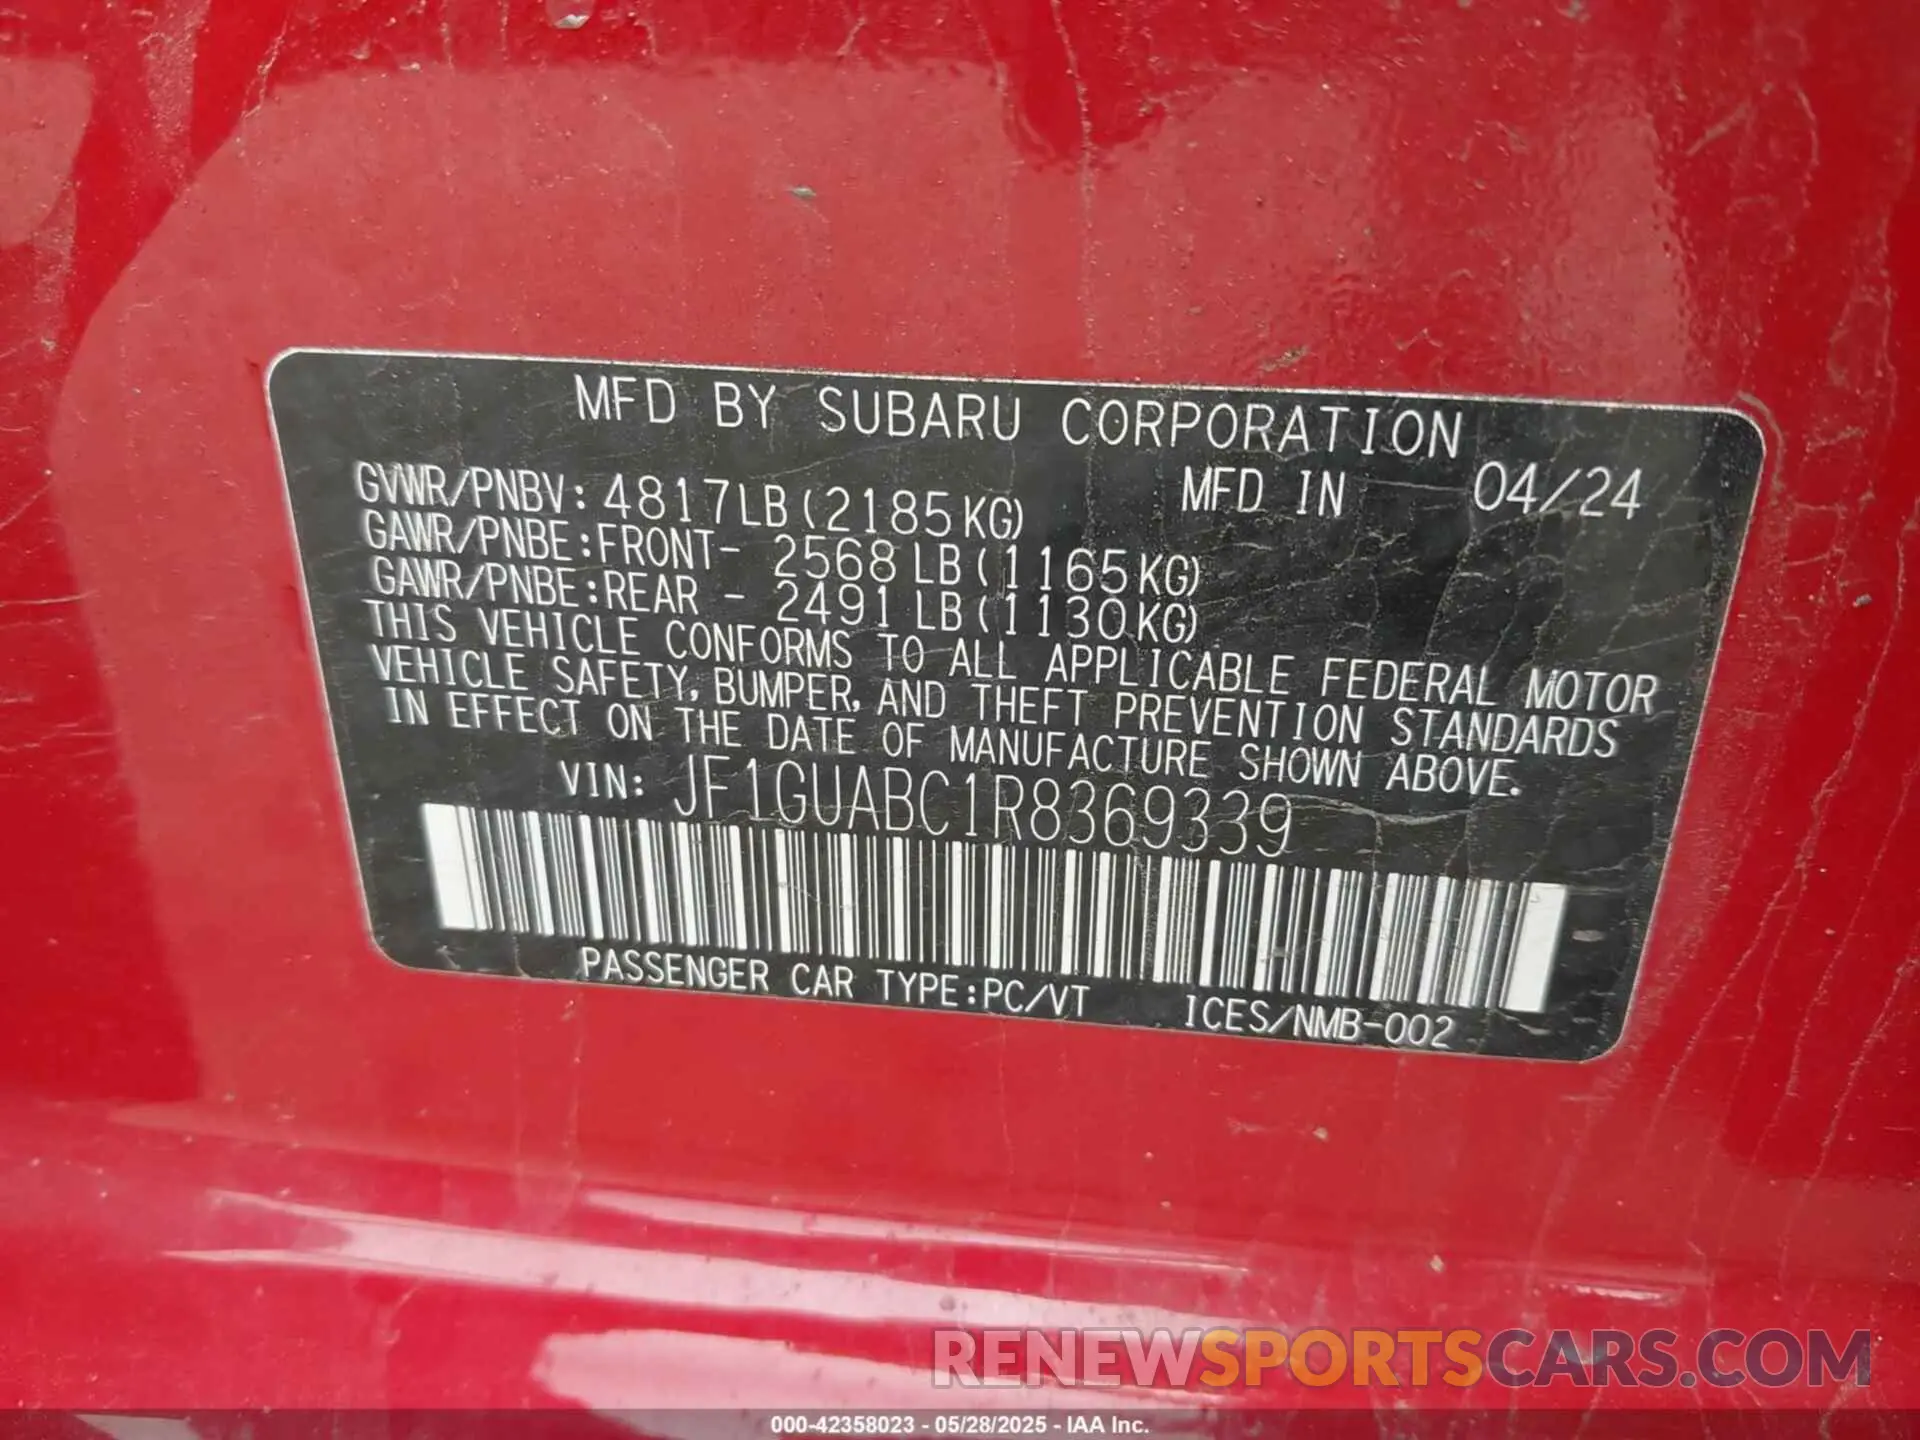 MFD BY SUBARU CORPORATION
GVWR/PNBV:4817LB(2185KG) MFD IN 04/24
GAWR/PNBE:FRONT- 2568LB(1165KG)
GAWR/PNBE:REAR - 2491LB(1130KG)
THIS VEHICLE CONFORMS TO ALL APPLICABLE FEDERAL MOTOR
VEHICLE SAFETY, BUMPER, AND THEFT PREVENTION STANDARDS
IN EFFECT ON THE DATE OF MANUFACTURE SHOWN ABOVE.
VIN: JF1GUABC1R8369339
PASSENGER CAR TYPE:PC/VT ICES/NMB-002
RENEWSPORTSCARS.COM
000-42358023 - 05/28/2025 - IAA Inc.